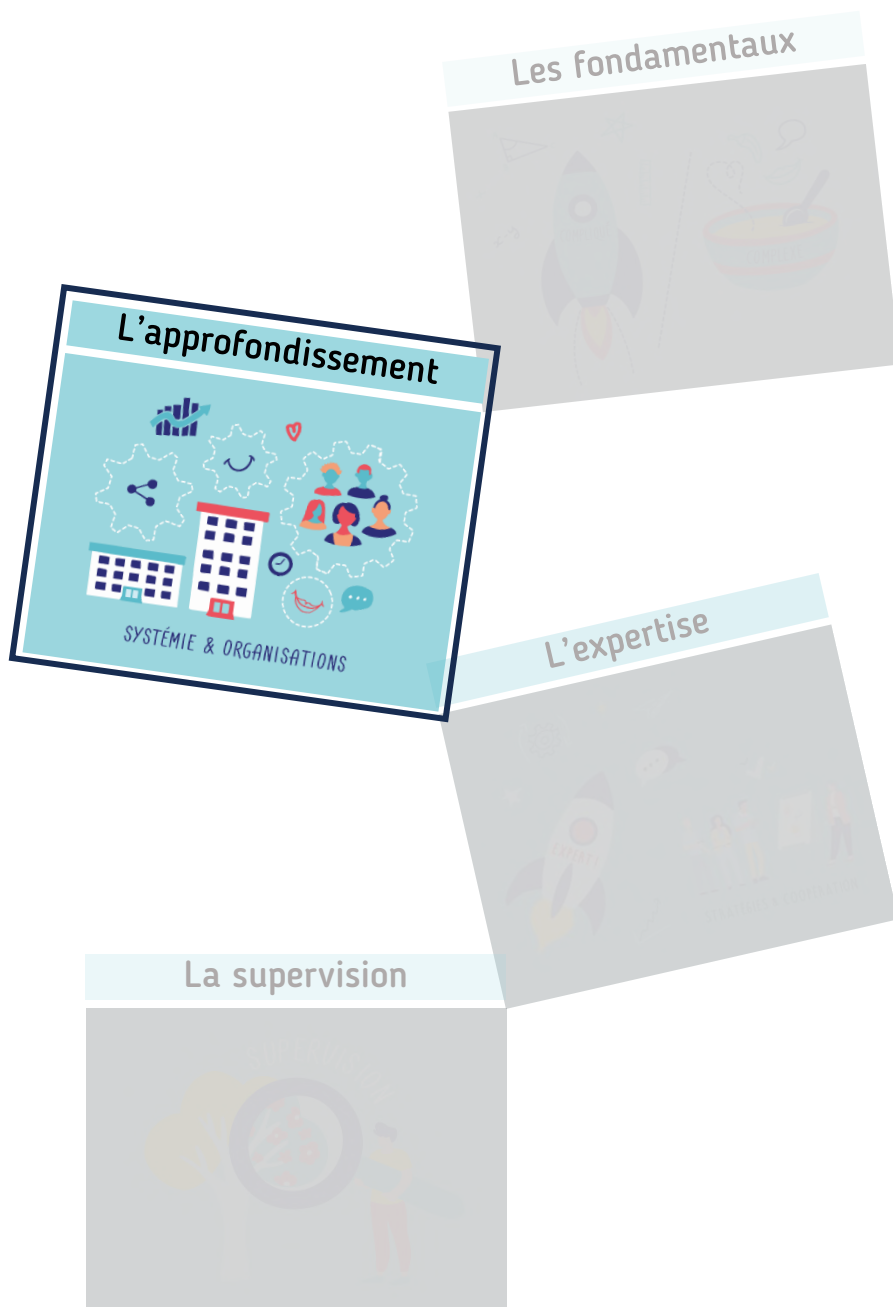 Les fondamentaux
L'approfondissement
SYSTÉMIE & ORGANISATIONS
L'expertise
La supervision